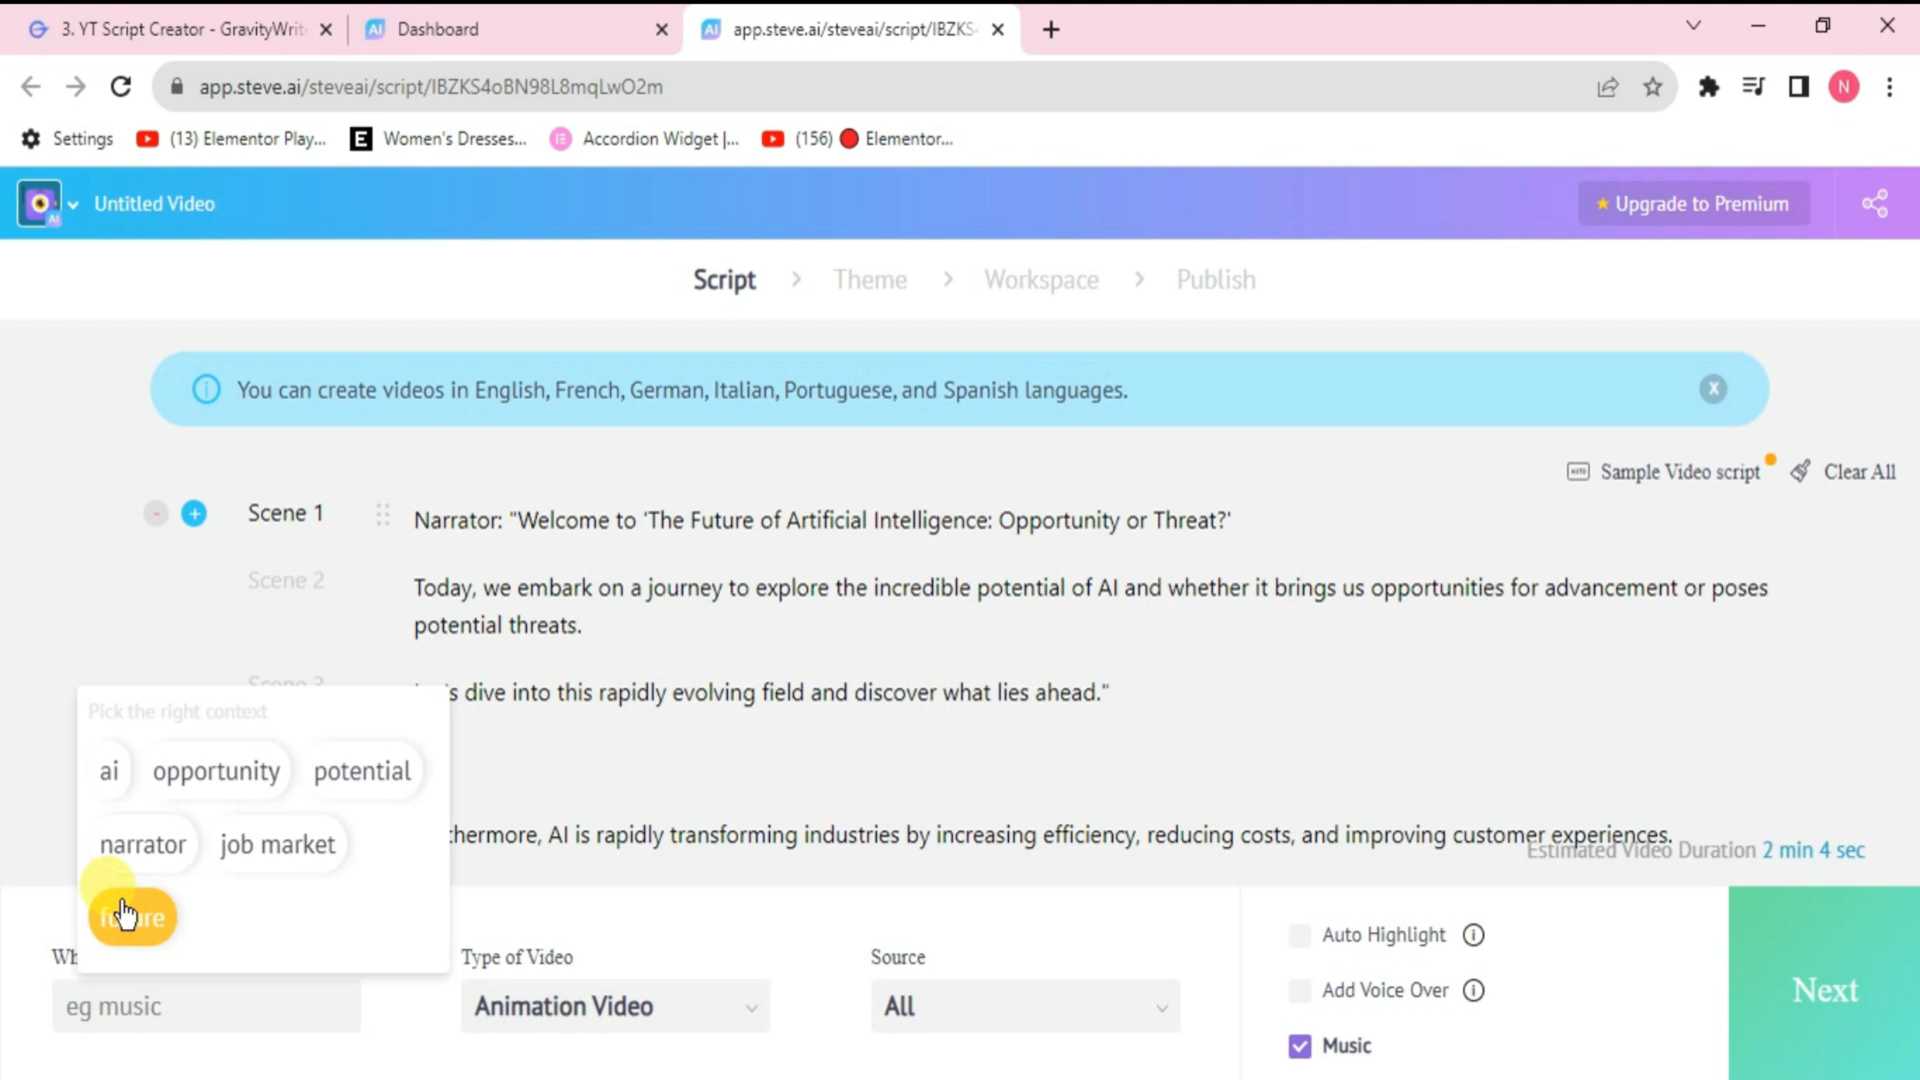 3. YT Script Creator - GravityWrit
Dashboard
app.steve.ai/steveai/script/IBZKS
app.steve.ai/steveai/script/IBZKS4oBN98L8mqLwO2m
N
Settings
(13) Elementor Play...
E
Women's Dresses...
Accordion Widget |...
(156)
Elementor...
AI
Untitled Video
Upgrade to Premium
Script > Theme > Workspace > Publish
You can create videos in English, French, German, Italian, Portuguese, and Spanish languages.
X
AUTO
Sample Video script
Clear All
Scene 1
Narrator: "Welcome to 'The Future of Artificial Intelligence: Opportunity or Threat?'
Scene 2
Today, we embark on a journey to explore the incredible potential of AI and whether it brings us opportunities for advancement or poses
potential threats.
Scene 3
s dive into this rapidly evolving field and discover what lies ahead."
Pick the right context
ai
opportunity
potential
narrator
job market
future
chermore, AI is rapidly transforming industries by increasing efficiency, reducing costs, and improving customer experiences.
Estimated Video Duration 2 min 4 sec
Wh
eg music
Type of Video
Animation Video
Source
All
Auto Highlight
Add Voice Over
Music
Next